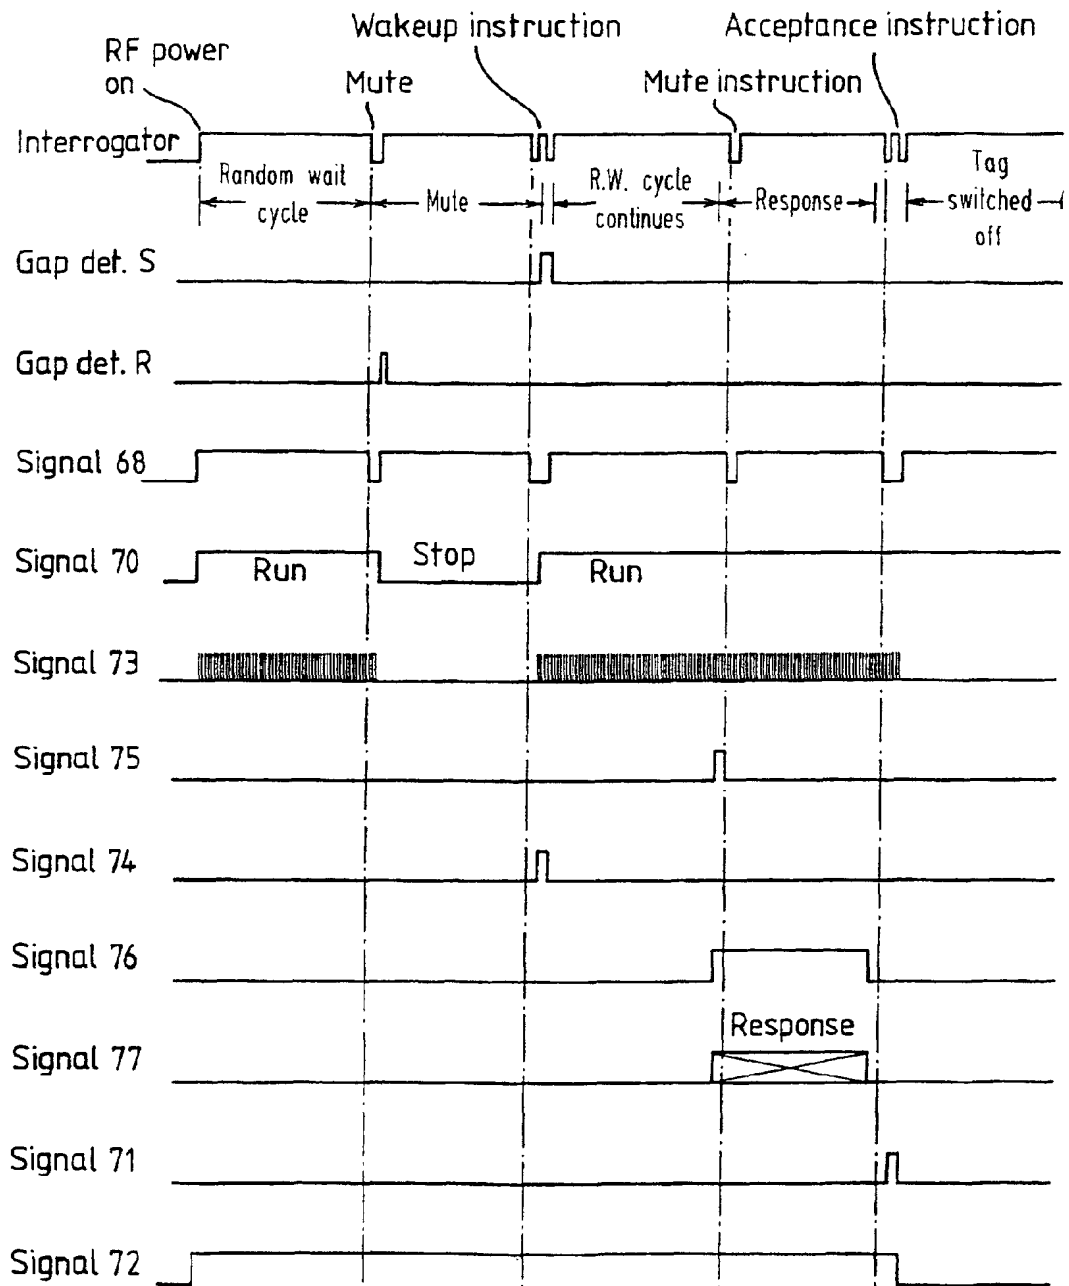 Wakeup instruction
Acceptance instruction
RF power
on
Mute
Mute instruction
Interrogator
Random wait
cycle
Mute
R.W. cycle
continues
Response
Tag
switched
off
Gap det. S
Gap det. R
Signal 68
Signal 70
Run
Stop
Run
Signal 73
Signal 75
Signal 74
Signal 76
Response
Signal 77
Signal 71
Signal 72